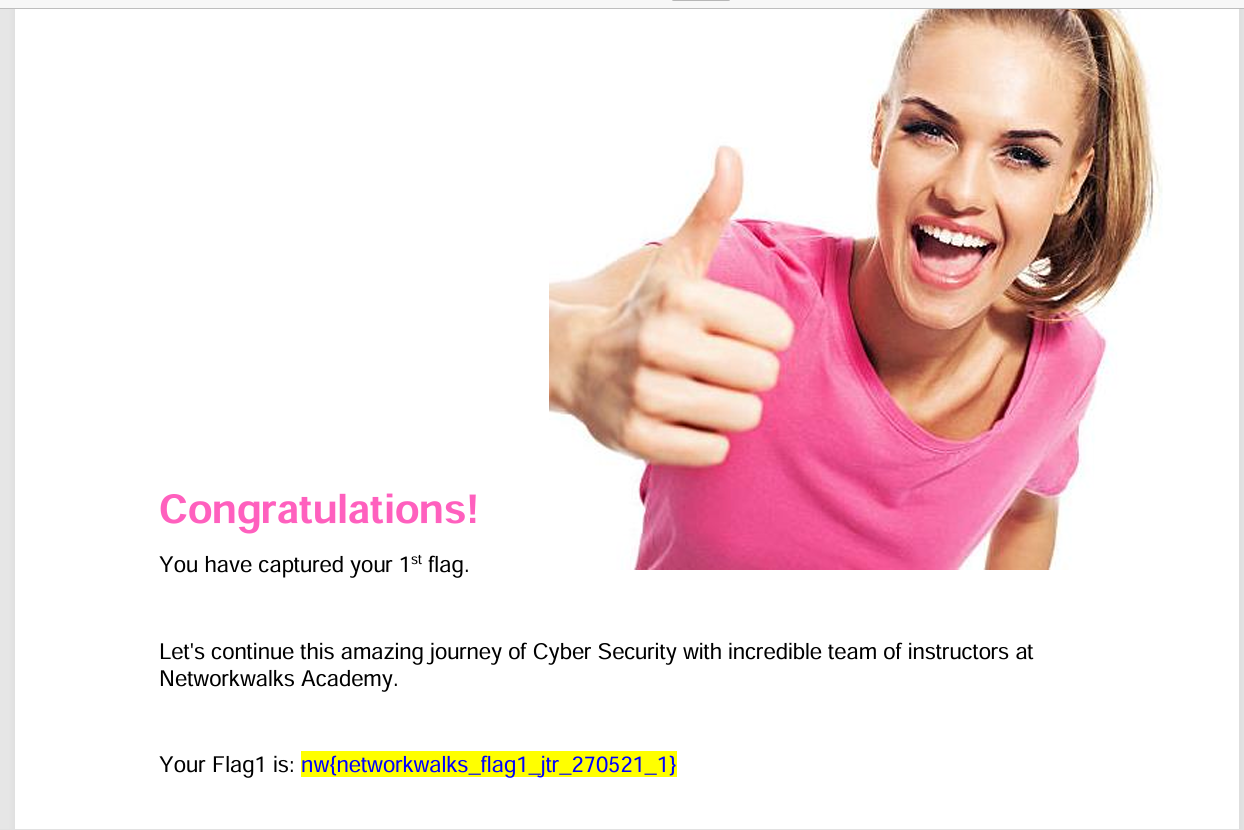 Congratulations!
You have captured your 1st flag.
Let's continue this amazing journey of Cyber Security with incredible team of instructors at
Networkwalks Academy.
Your Flag1 is: nw{networkwalks_flag1_jtr_270521_1}